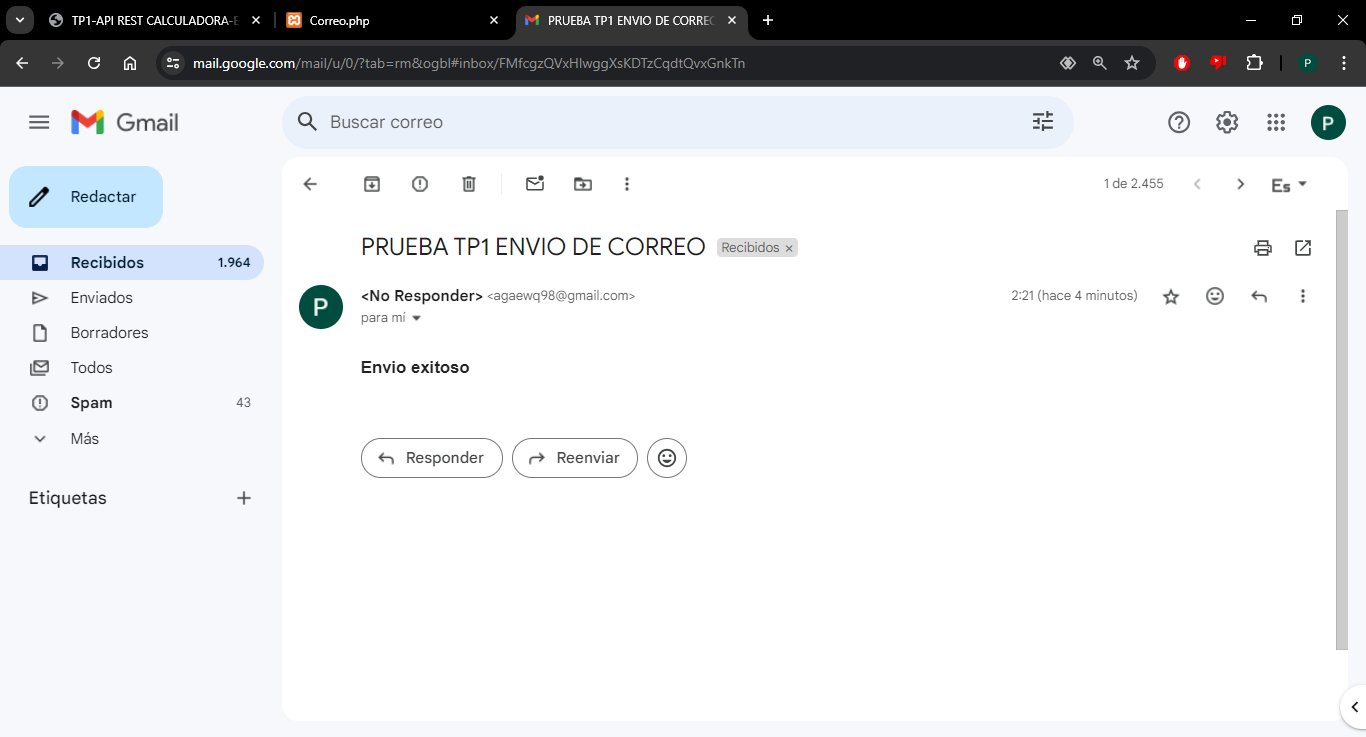 TP1-API REST CALCULADORA-E
Correo.php
PRUEBA TP1 ENVIO DE CORREO
mail.google.com/mail/u/0/?tab=rm&ogbl#inbox/FMfcgzQVxHlwggXsKDTzCqdtQvxGnkTn
P
Gmail
Buscar correo
P
Redactar
1 de 2.455
Es
Recibidos 1.964
Enviados
Borradores
Todos
Spam 43
Más
Etiquetas
PRUEBA TP1 ENVIO DE CORREO Recibidos ×
P
<No Responder> <agaewq98@gmail.com> 2:21 (hace 4 minutos)
para mí
Envio exitoso
Responder
Reenviar